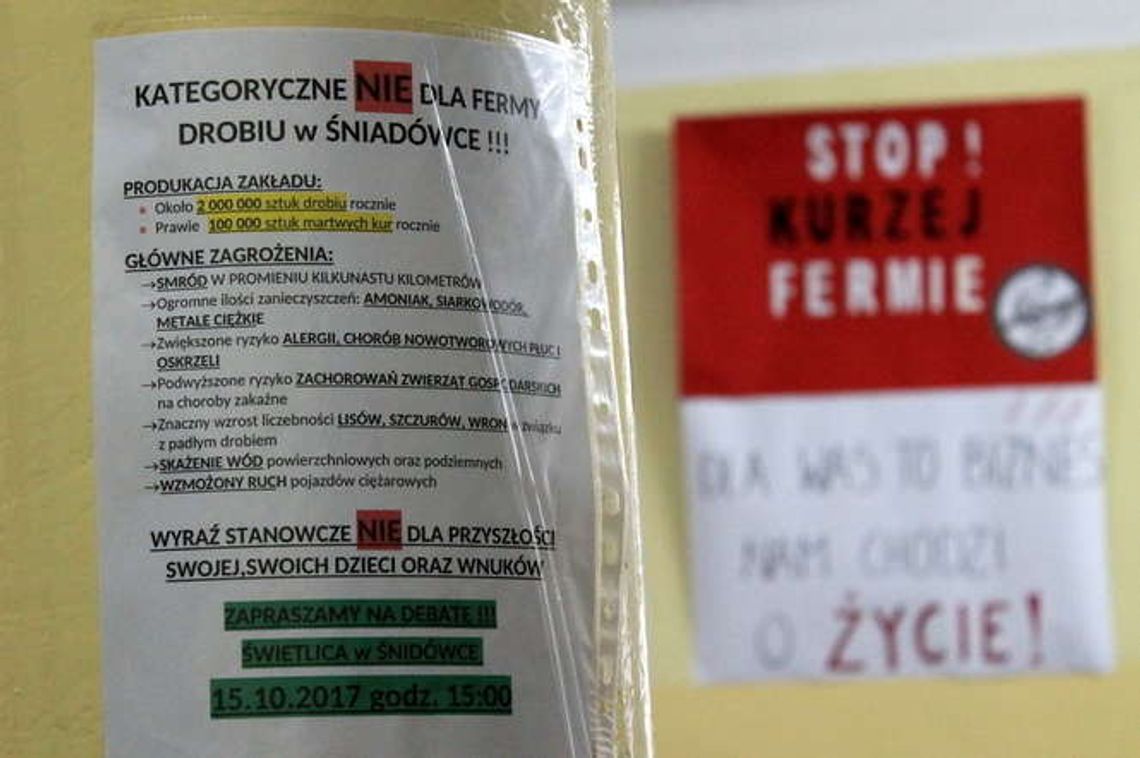 KATEGORYCZNE NIE DLA FERMY
DROBIU w ŚNIADÓWCE !!!
PRODUKACJA ZAKŁADU:
Około 2 000 000 sztuk drobiu rocznie
Prawie 100 000 sztuk martwych kur rocznie
GŁÓWNE ZAGROŻENIA:
→SMRÓD W PROMIENIU KILKUNASTU KILOMETRÓW
→Ogromne ilości zanieczyszczeń: AMONIAK, SIARKOWODÓR,
METALE CIĘŻKIE
→Zwiększone ryzyko ALERGII, CHORÓB NOWOTWOROWYCH PŁUC I
OSKRZELI
→Podwyższone ryzyko ZACHOROWAŃ ZWIERZĄT GOSPODARSKICH
na choroby zakaźne
→Znaczny wzrost liczebności LISÓW, SZCZURÓW, WRON w związku
z padłym drobiem
→SKAŻENIE WÓD powierzchniowych oraz podziemnych
→WZMOŻONY RUCH pojazdów ciężarowych
WYRAŹ STANOWCZE NIE DLA PRZYSZŁOŚCI
SWOJEJ,SWOICH DZIECI ORAZ WNUKÓW
ZAPRASZAMY NA DEBATĘ !!!
ŚWIETLICA w ŚNIDÓWCE
15.10.2017 godz. 15:00
STOP!
KURZEJ
FERMIE
DLA WAS TO BIZNES
NAM CHODZI
O ŻYCIE!